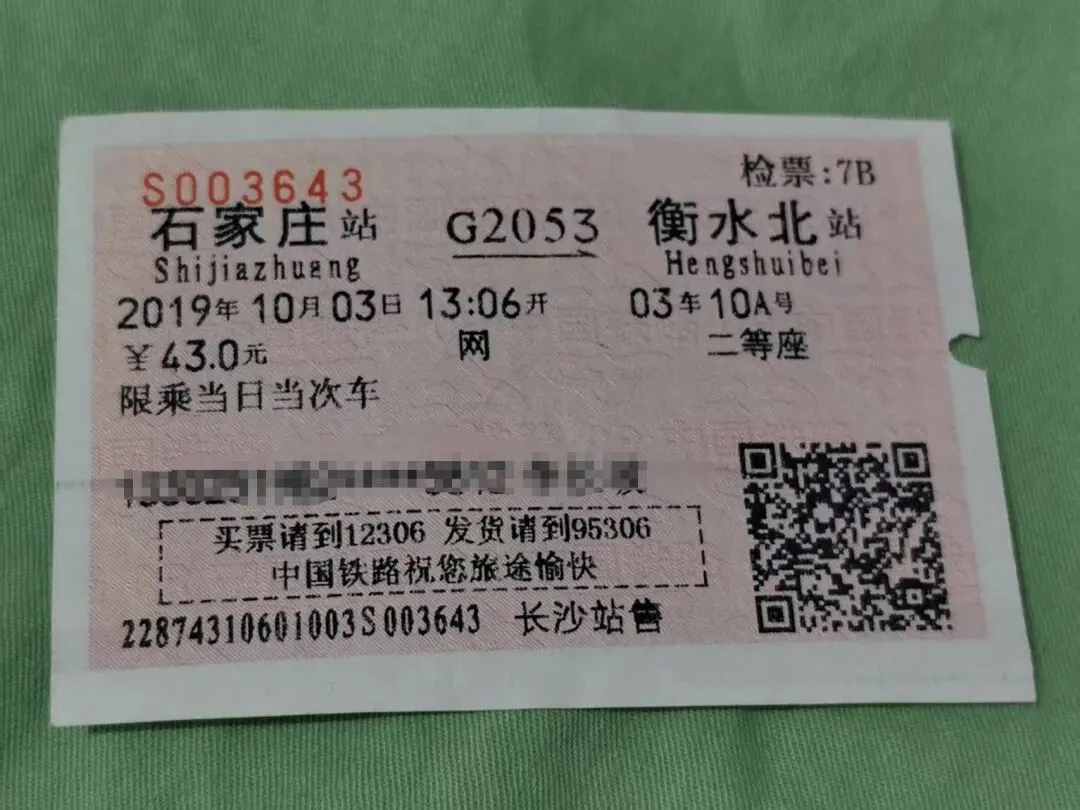 S003643
检票:7B
石家庄站 G2053 衡水北站
Shijiazhuang Hengshuibei
2019年10月03日 13:06开 03车10A号
￥43.0元 网 二等座
限乘当日当次车
买票请到12306 发货请到95306
中国铁路祝您旅途愉快
22874310601003S003643 长沙站售